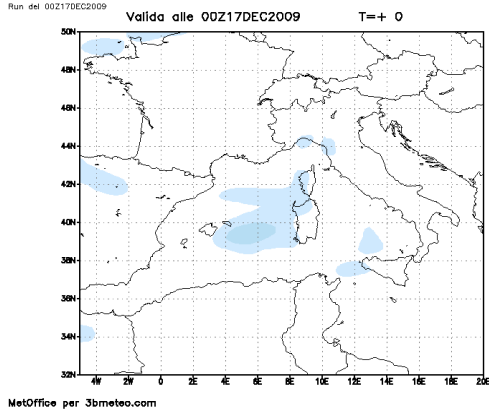 Run del 00Z17DEC2009
Valida alle 00Z17DEC2009 T=+ 0
50N
48N
46N
44N
42N
40N
38N
36N
34N
32N
4W 2W 0 2E 4E 6E 8E 10E 12E 14E 16E 18E 20E
MetOffice per 3bmeteo.com